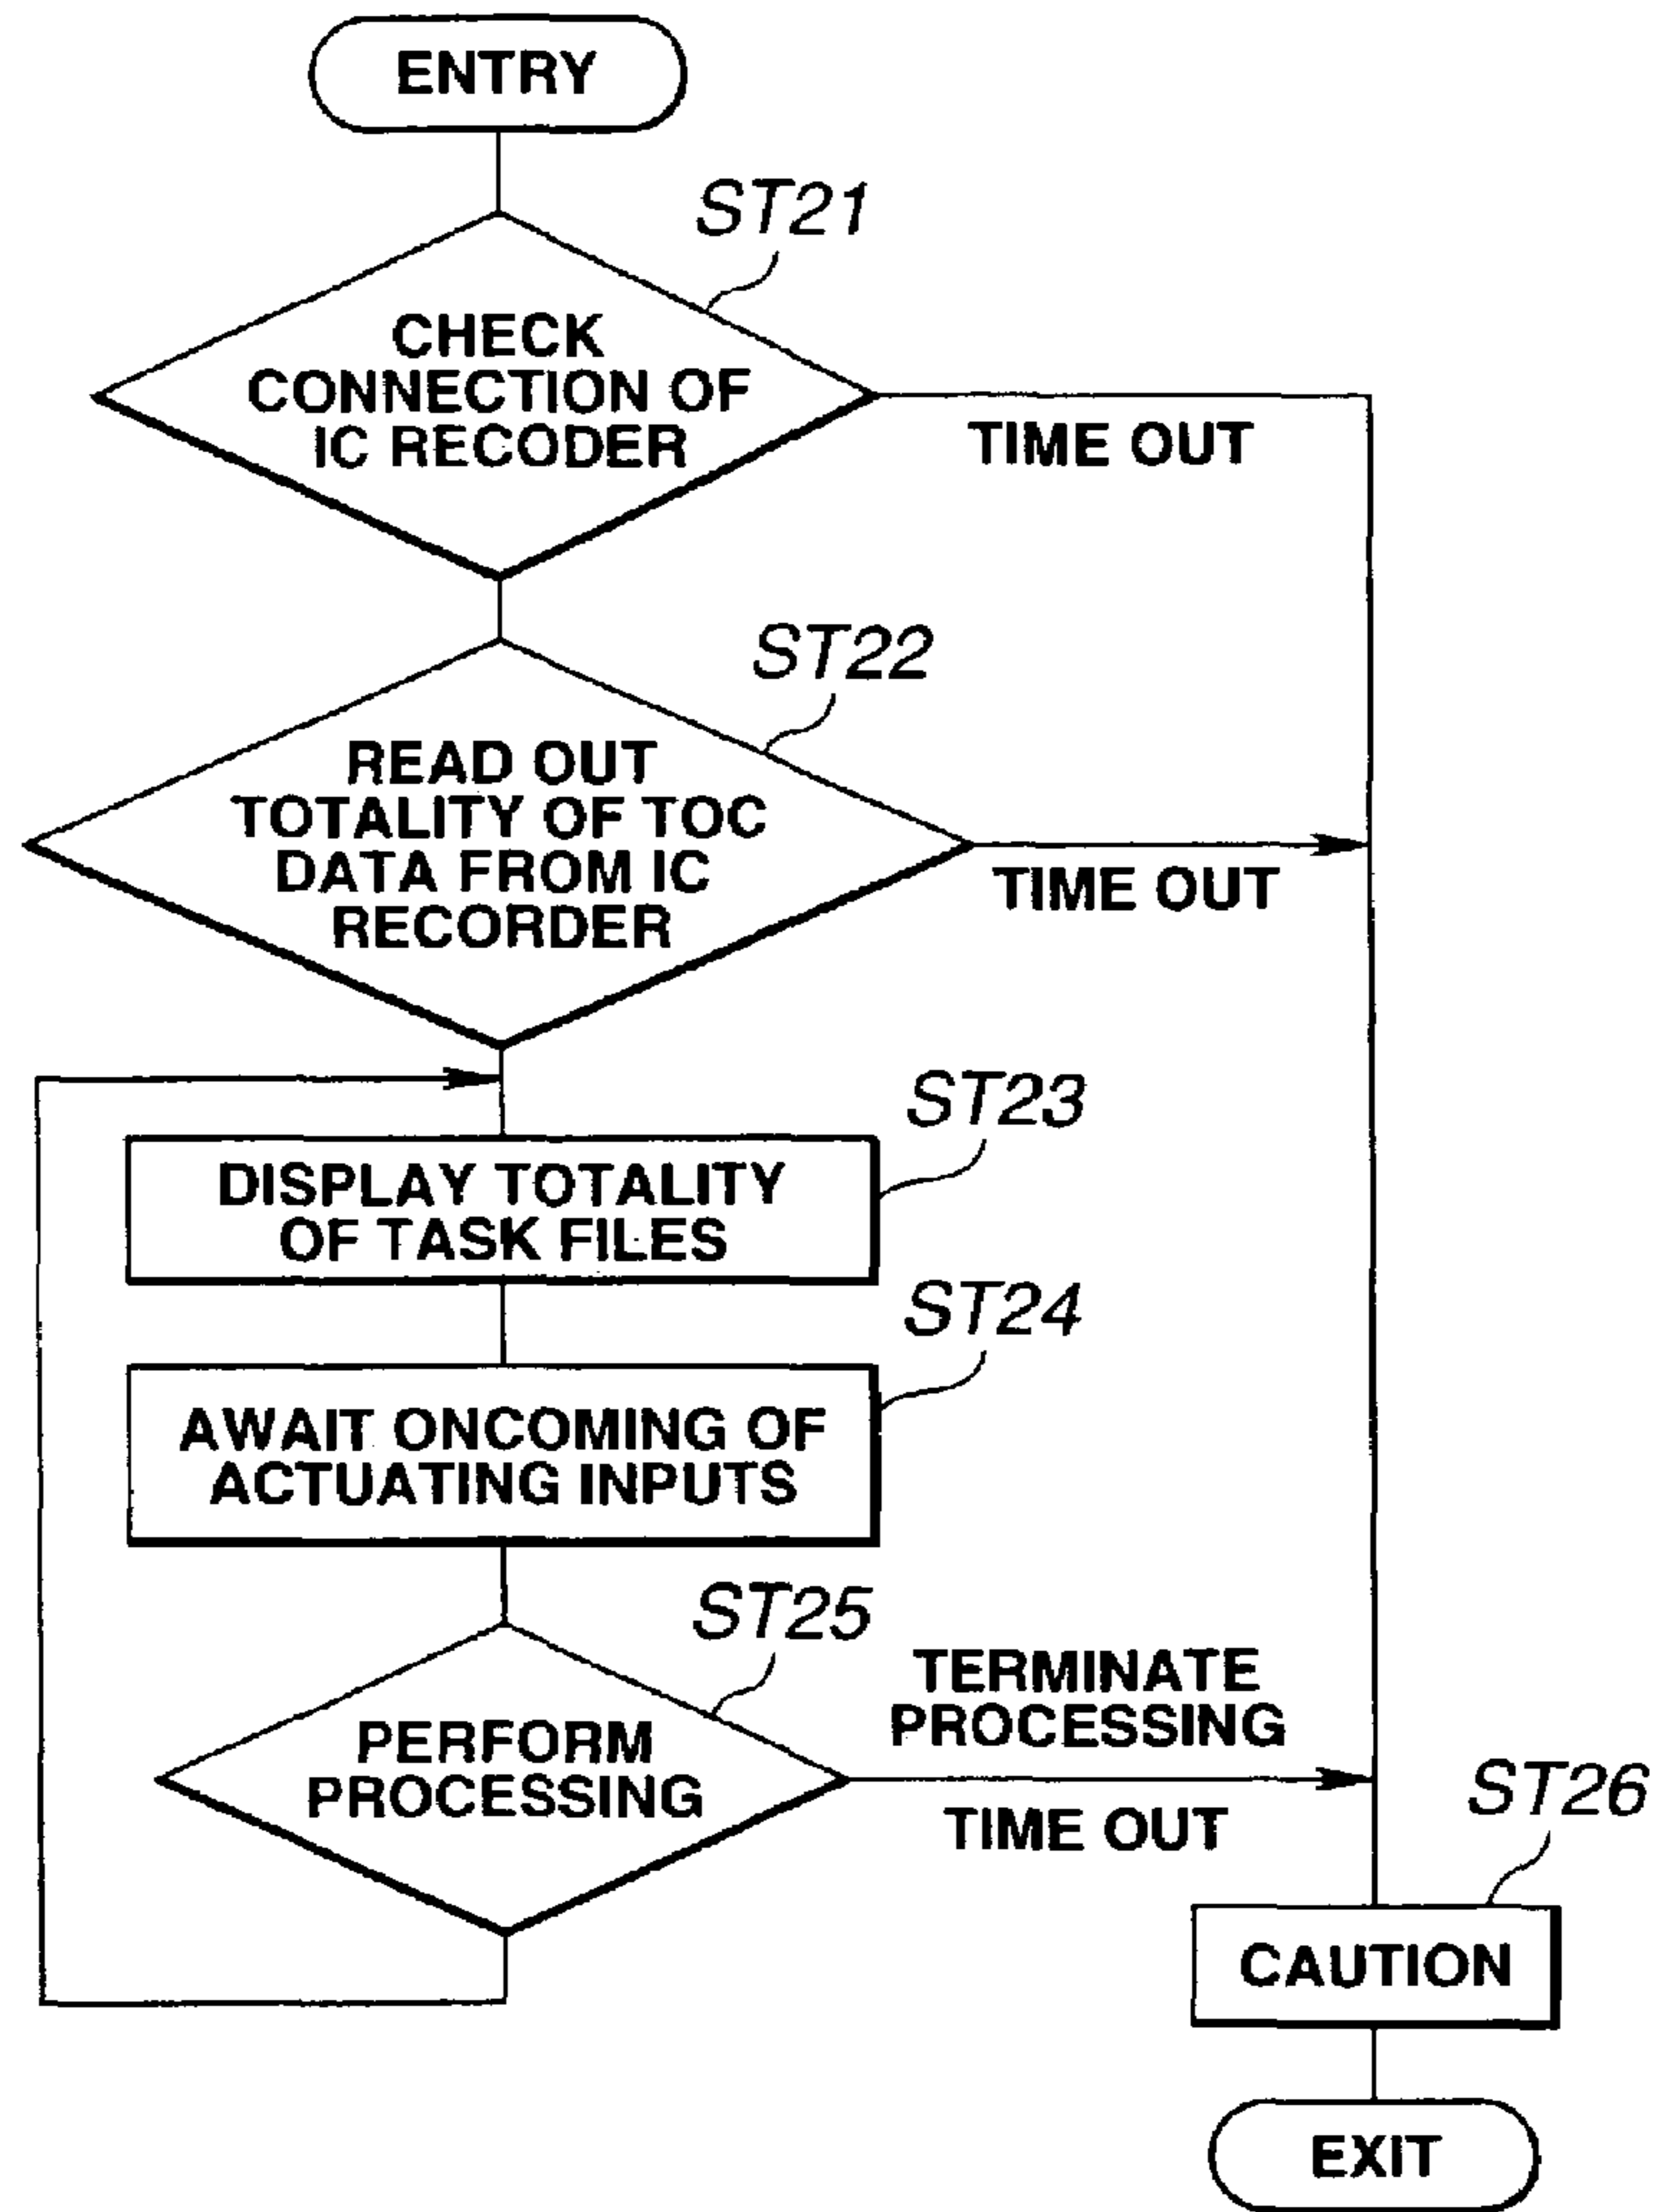 ENTRY
ST21
CHECK
CONNECTION OF
IC RECODER
TIME OUT
ST22
READ OUT
TOTALITY OF TOC
DATA FROM IC
RECORDER
TIME OUT
ST23
DISPLAY TOTALITY
OF TASK FILES
ST24
AWAIT ONCOMING OF
ACTUATING INPUTS
ST25
PERFORM
PROCESSING
TERMINATE
PROCESSING
TIME OUT
ST26
CAUTION
EXIT